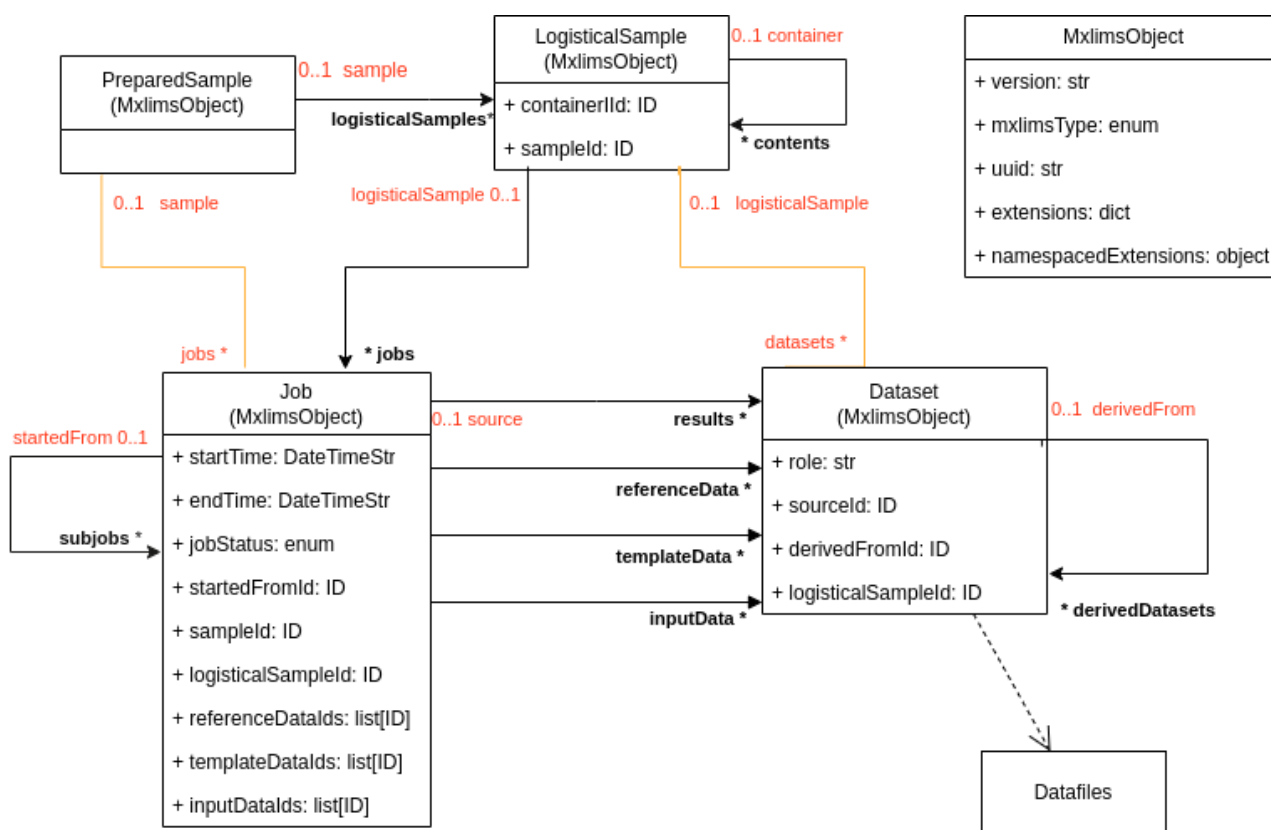 PreparedSample
(MxlimsObject)
0..1 sample
logisticalSamples*
LogisticalSample
(MxlimsObject)
+ containerIId: ID
+ sampleId: ID
0..1 container
* contents
MxlimsObject
+ version: str
+ mxlimsType: enum
+ uuid: str
+ extensions: dict
+ namespacedExtensions: object
0..1 sample
logisticalSample 0..1
0..1 logisticalSample
jobs *
* jobs
datasets *
Job
(MxlimsObject)
+ startTime: DateTimeStr
+ endTime: DateTimeStr
+ jobStatus: enum
+ startedFromId: ID
+ sampleId: ID
+ logisticalSampleId: ID
+ referenceDataIds: list[ID]
+ templateDataIds: list[ID]
+ inputDataIds: list[ID]
startedFrom 0..1
subjobs *
0..1 source
results *
referenceData *
templateData *
inputData *
Dataset
(MxlimsObject)
+ role: str
+ sourceId: ID
+ derivedFromId: ID
+ logisticalSampleId: ID
0..1 derivedFrom
* derivedDatasets
Datafiles